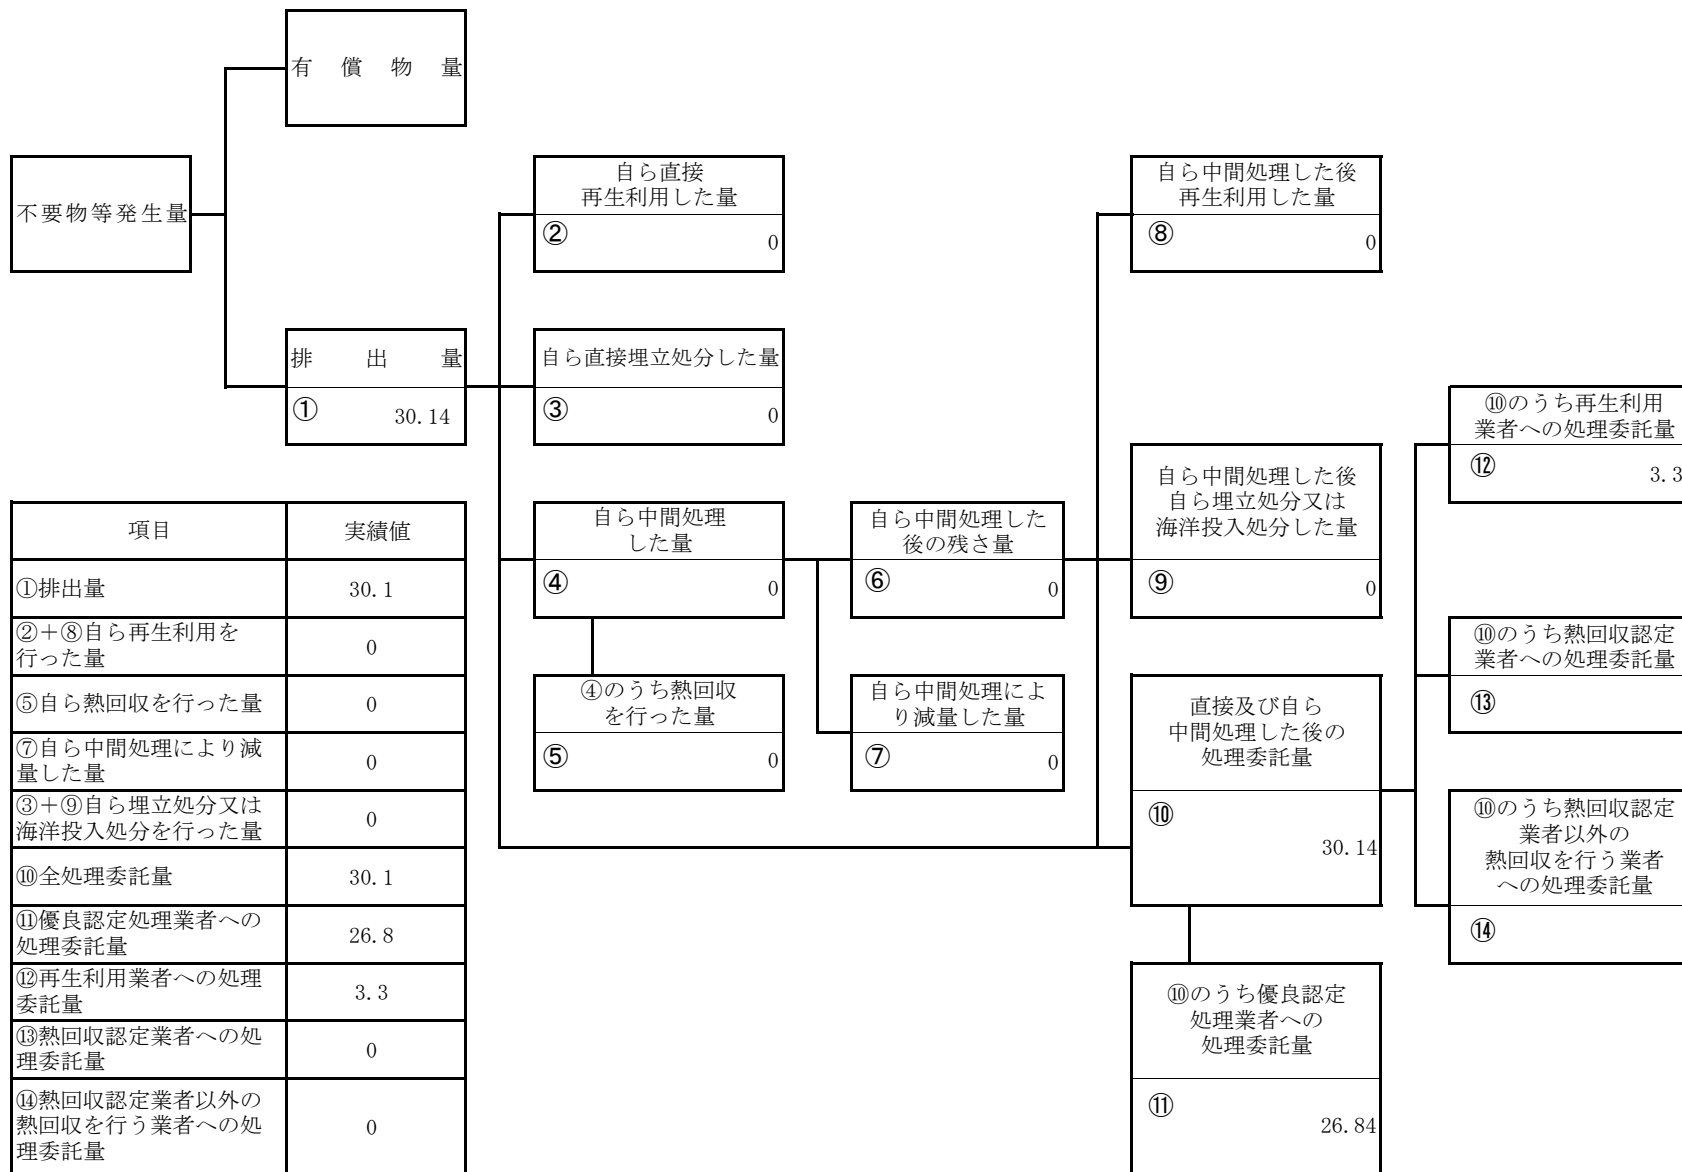 有償物量
不要物等発生量
自ら直接
再生利用した量
② 0
自ら中間処理した後
再生利用した量
⑧ 0
排出量
① 30.14
自ら直接埋立処分した量
③ 0
⑩のうち再生利用
業者への処理委託量
⑫ 3.3
自ら中間処理した後
自ら埋立処分又は
海洋投入処分した量
⑨ 0
自ら中間処理
した量
④ 0
自ら中間処理した
後の残さ量
⑥ 0
④のうち熱回収
を行った量
⑤ 0
自ら中間処理によ
り減量した量
⑦ 0
直接及び自ら
中間処理した後の
処理委託量
⑩
30.14
⑩のうち熱回収認定
業者への処理委託量
⑬
⑩のうち熱回収認定
業者以外の
熱回収を行う業者
への処理委託量
⑭
⑩のうち優良認定
処理業者への
処理委託量
⑪
26.84
項目 実績値
①排出量 30.1
②+⑧自ら再生利用を
行った量 0
⑤自ら熱回収を行った量 0
⑦自ら中間処理により減
量した量 0
③+⑨自ら埋立処分又は
海洋投入処分を行った量 0
⑩全処理委託量 30.1
⑪優良認定処理業者への
処理委託量 26.8
⑫再生利用業者への処理
委託量 3.3
⑬熱回収認定業者への処
理委託量 0
⑭熱回収認定業者以外の
熱回収を行う業者への処
理委託量 0